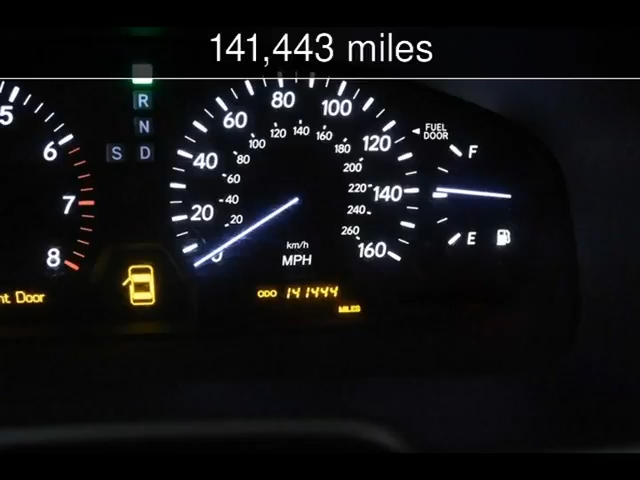 141,443 miles
5 6 7 8
R
N
S D
0 20 40 60 80 100 120 140 160
20 40 60 80 100 120 140 160 180 200 220 240 260
km/h
MPH
FUEL
DOOR
F
E
nt Door
ODO 141444
MILES